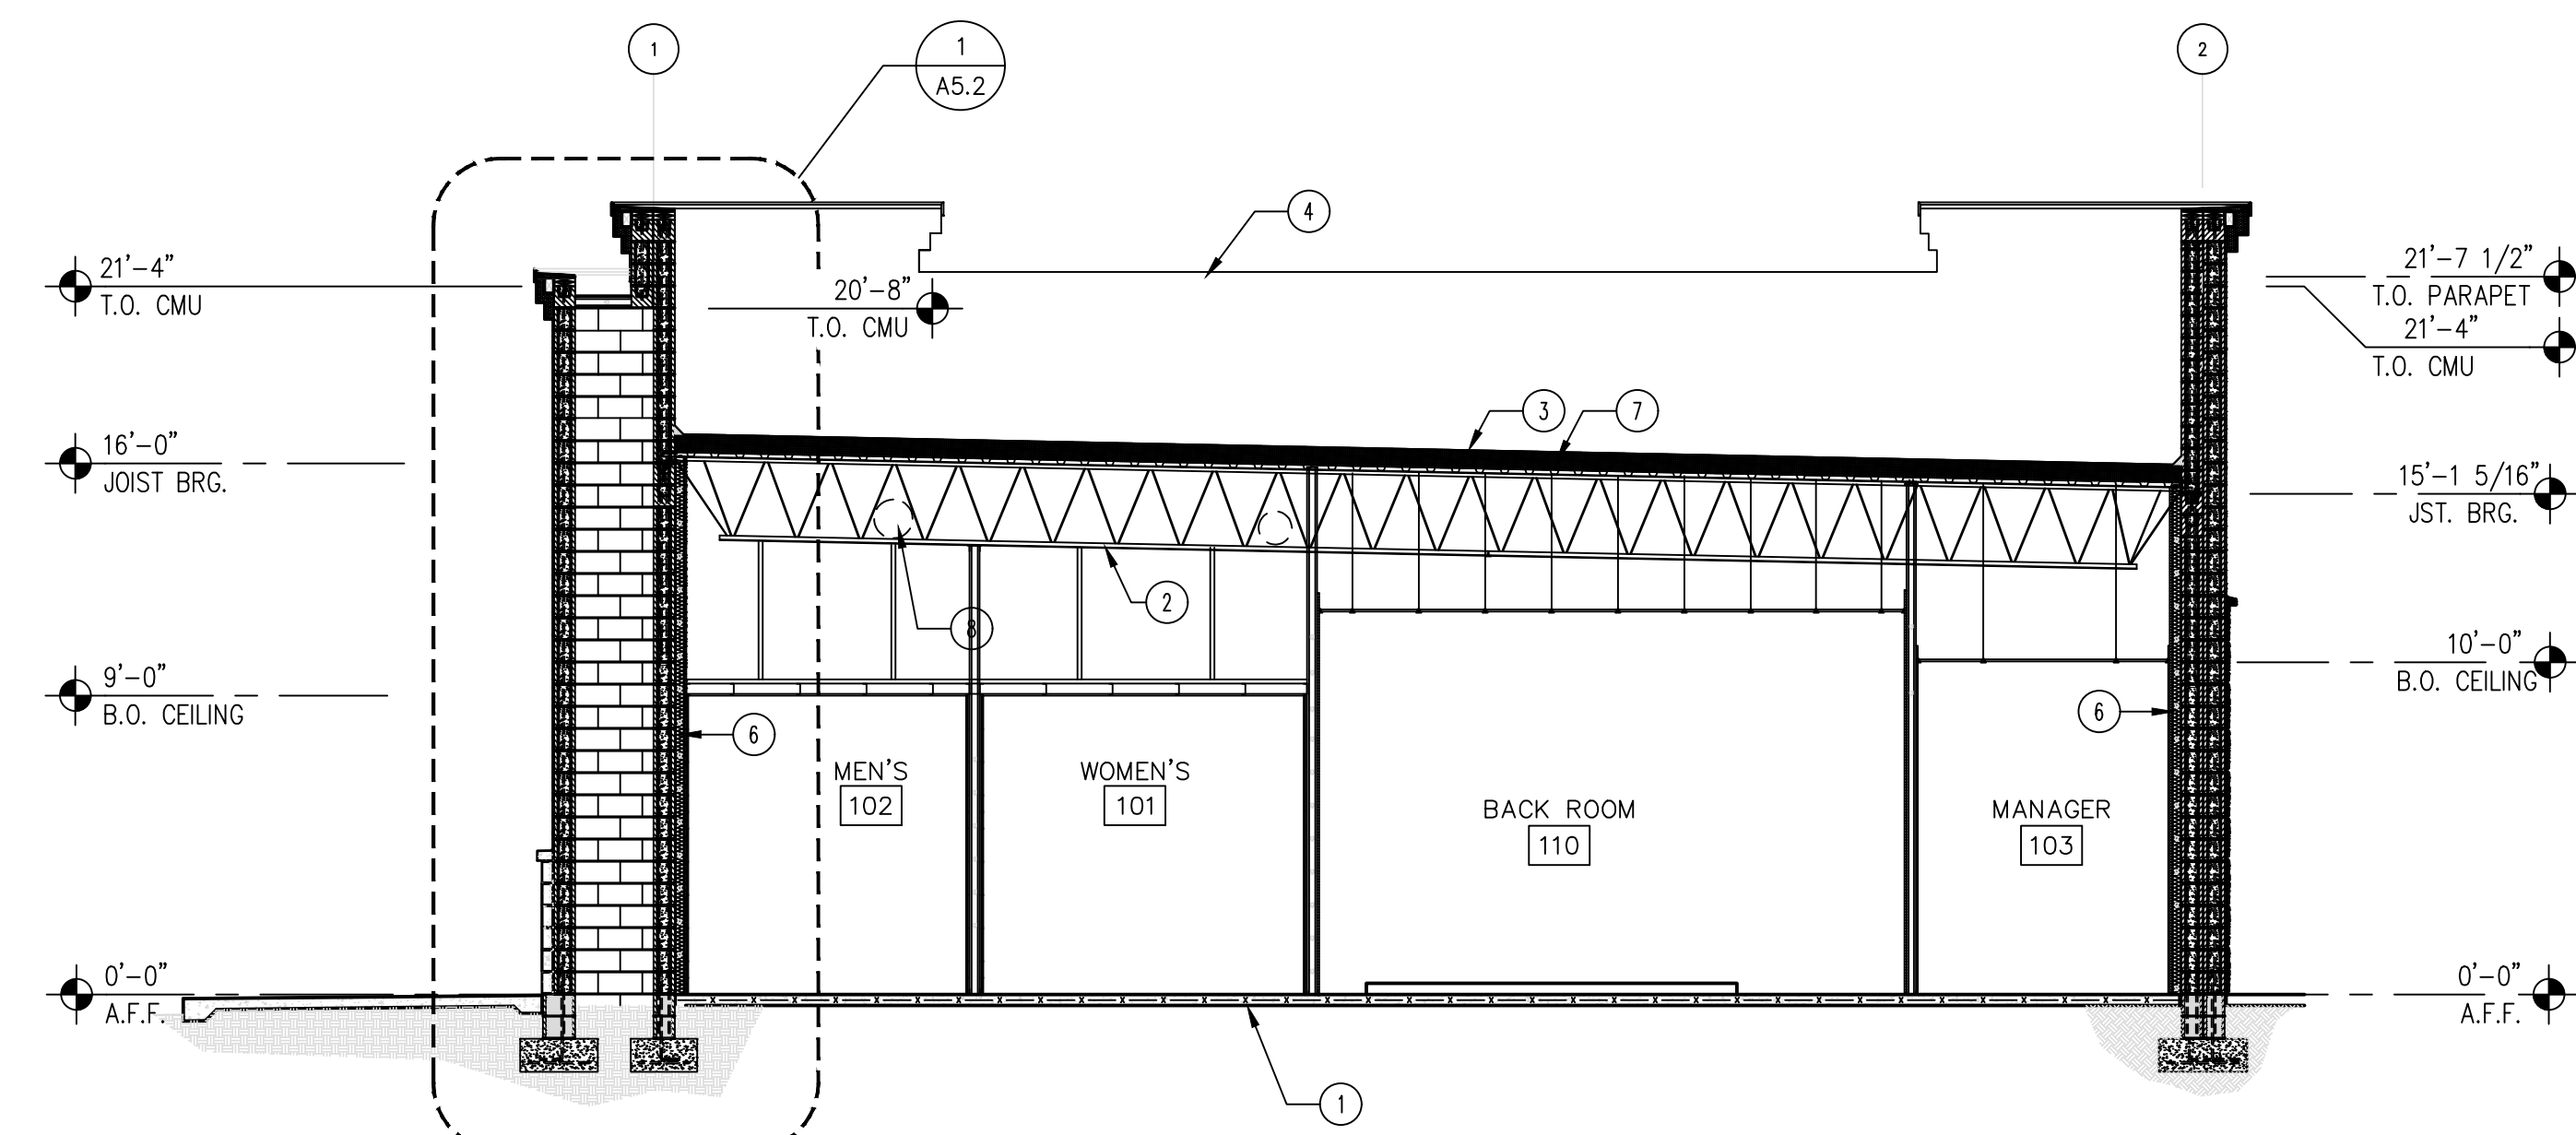 1
1
A5.2
2
4
21'-4"
T.O. CMU
20'-8"
T.O. CMU
21'-7 1/2"
T.O. PARAPET
21'-4"
T.O. CMU
3
7
16'-0"
JOIST BRG.
15'-1 5/16"
JST. BRG.
2
8
9'-0"
B.O. CEILING
10'-0"
B.O. CEILING
6
6
MEN'S
102
WOMEN'S
101
BACK ROOM
110
MANAGER
103
0'-0"
A.F.F.
0'-0"
A.F.F.
1